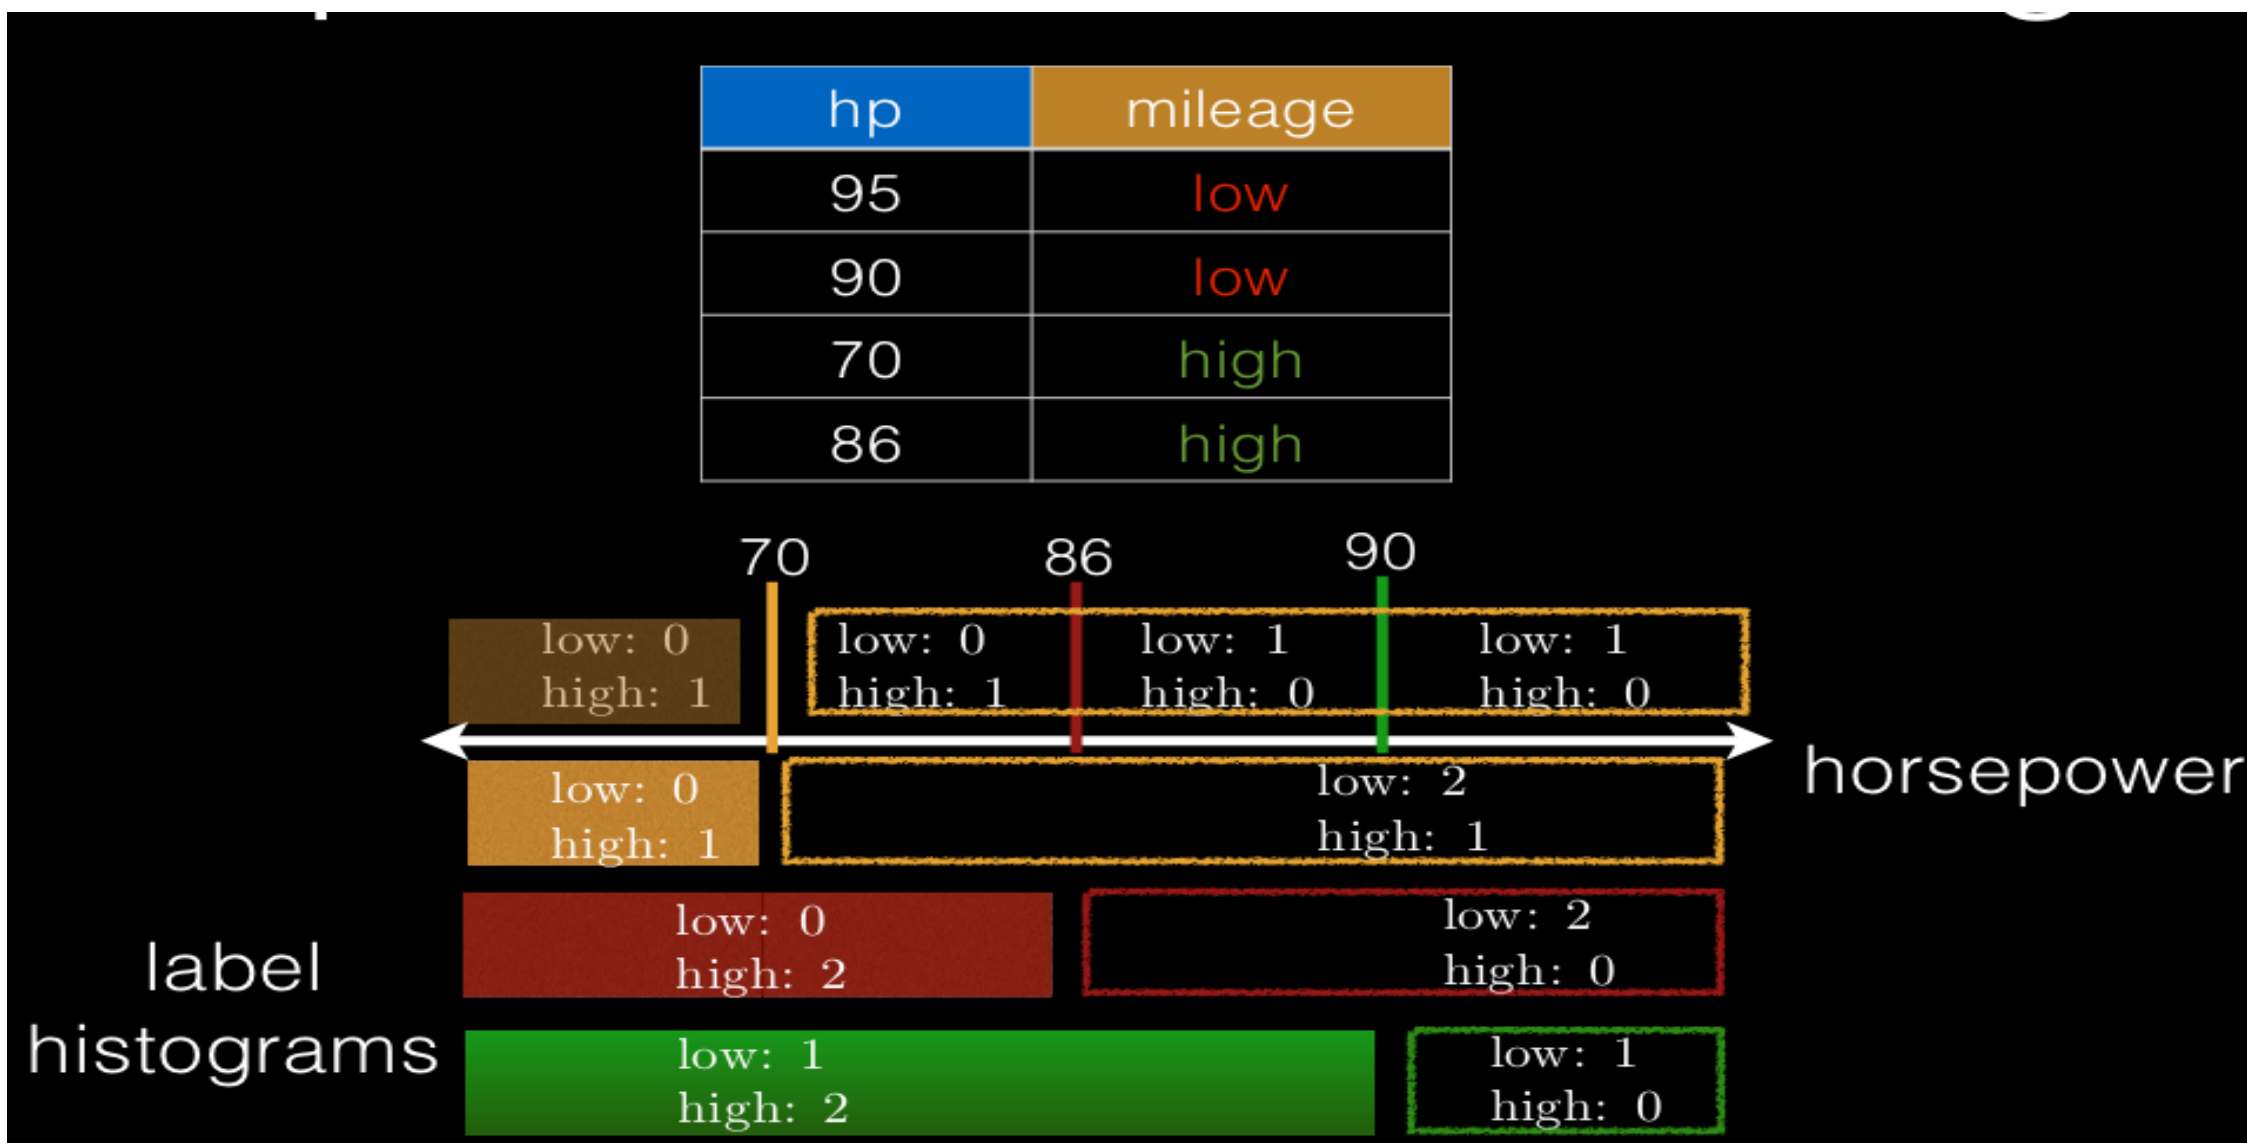 hp mileage
95 low
90 low
70 high
86 high
70 86 90
low: 0 low: 0 low: 1 low: 1
high: 1 high: 1 high: 0 high: 0
horsepower
low: 0 low: 2
high: 1 high: 1
low: 0 low: 2
high: 2 high: 0
label
histograms
low: 1 low: 1
high: 2 high: 0